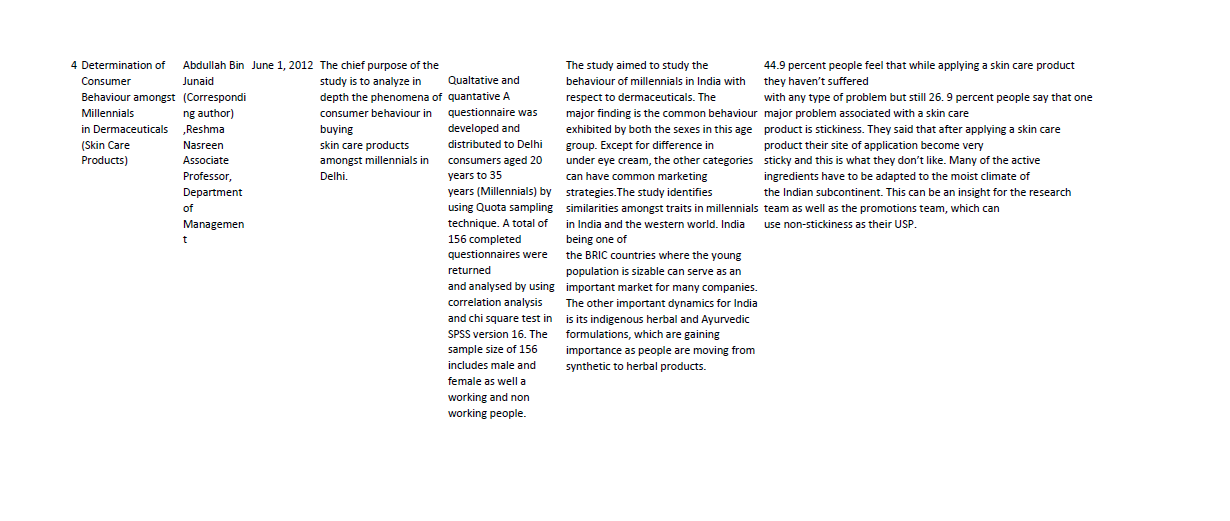 4
Determination of
Consumer
Behaviour amongst
Millennials
in Dermaceuticals
(Skin Care
Products)
Abdullah Bin
Junaid
(Correspondi
ng author)
,Reshma
Nasreen
Associate
Professor,
Department
of
Managemen
t
June 1, 2012
The chief purpose of the
study is to analyze in
depth the phenomena of
consumer behaviour in
buying
skin care products
amongst millennials in
Delhi.
Qualtative and
quantative A
questionnaire was
developed and
distributed to Delhi
consumers aged 20
years to 35
years (Millennials) by
using Quota sampling
technique. A total of
156 completed
questionnaires were
returned
and analysed by using
correlation analysis
and chi square test in
SPSS version 16. The
sample size of 156
includes male and
female as well a
working and non
working people.
The study aimed to study the
behaviour of millennials in India with
respect to dermaceuticals. The
major finding is the common behaviour
exhibited by both the sexes in this age
group. Except for difference in
under eye cream, the other categories
can have common marketing
strategies.The study identifies
similarities amongst traits in millennials
in India and the western world. India
being one of
the BRIC countries where the young
population is sizable can serve as an
important market for many companies.
The other important dynamics for India
is its indigenous herbal and Ayurvedic
formulations, which are gaining
importance as people are moving from
synthetic to herbal products.
44.9 percent people feel that while applying a skin care product
they haven't suffered
with any type of problem but still 26. 9 percent people say that one
major problem associated with a skin care
product is stickiness. They said that after applying a skin care
product their site of application become very
sticky and this is what they don't like. Many of the active
ingredients have to be adapted to the moist climate of
the Indian subcontinent. This can be an insight for the research
team as well as the promotions team, which can
use non-stickiness as their USP.